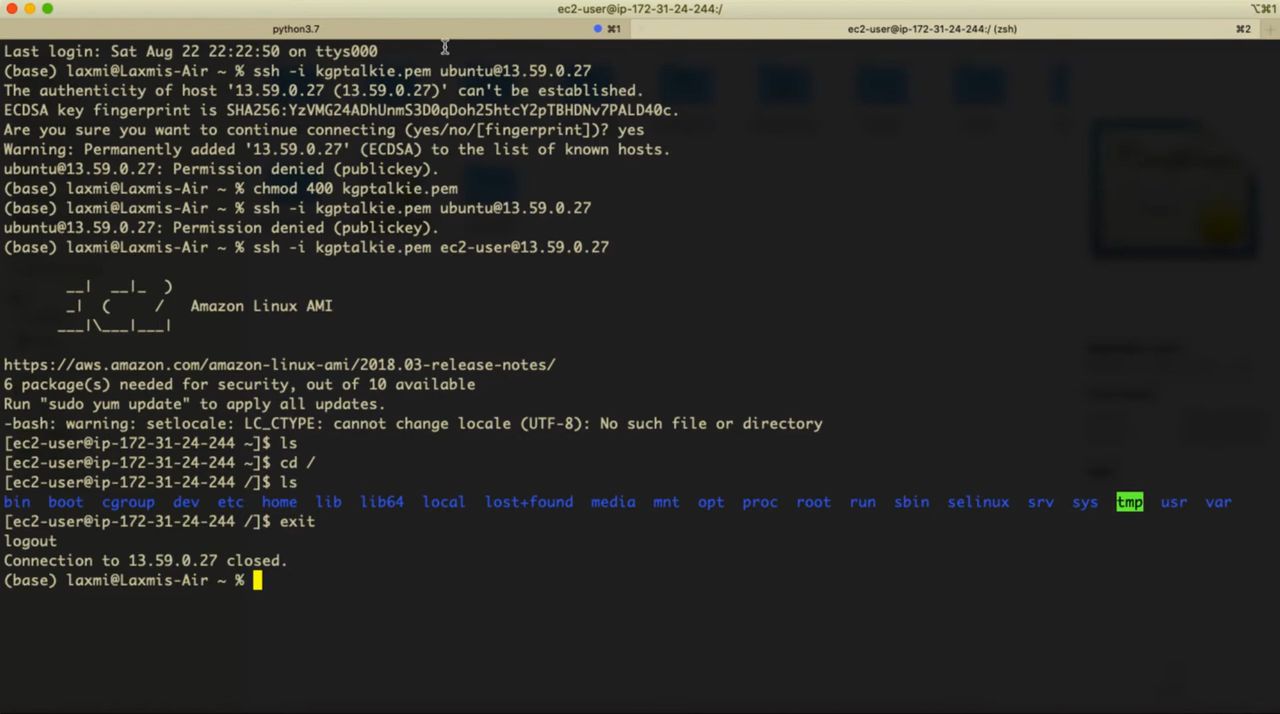 ec2-user@ip-172-31-24-244:/
⌥⌘1
python3.7
⌘1
ec2-user@ip-172-31-24-244:/ (zsh)
⌘2
Last login: Sat Aug 22 22:22:50 on ttys000
(base) laxmi@Laxmis-Air ~ % ssh -i kgptalkie.pem ubuntu@13.59.0.27
The authenticity of host '13.59.0.27 (13.59.0.27)' can't be established.
ECDSA key fingerprint is SHA256:YzVMG24ADhUnmS3D0qDoh25htcY2pTBHDNv7PALD40c.
Are you sure you want to continue connecting (yes/no/[fingerprint])? yes
Warning: Permanently added '13.59.0.27' (ECDSA) to the list of known hosts.
ubuntu@13.59.0.27: Permission denied (publickey).
(base) laxmi@Laxmis-Air ~ % chmod 400 kgptalkie.pem
(base) laxmi@Laxmis-Air ~ % ssh -i kgptalkie.pem ubuntu@13.59.0.27
ubuntu@13.59.0.27: Permission denied (publickey).
(base) laxmi@Laxmis-Air ~ % ssh -i kgptalkie.pem ec2-user@13.59.0.27
__|  __|_  )
_|  (     /   Amazon Linux AMI
___|\___|___|
https://aws.amazon.com/amazon-linux-ami/2018.03-release-notes/
6 package(s) needed for security, out of 10 available
Run "sudo yum update" to apply all updates.
-bash: warning: setlocale: LC_CTYPE: cannot change locale (UTF-8): No such file or directory
[ec2-user@ip-172-31-24-244 ~]$ ls
[ec2-user@ip-172-31-24-244 ~]$ cd /
[ec2-user@ip-172-31-24-244 /]$ ls
bin  boot  cgroup  dev  etc  home  lib  lib64  local  lost+found  media  mnt  opt  proc  root  run  sbin  selinux  srv  sys  tmp  usr  var
[ec2-user@ip-172-31-24-244 /]$ exit
logout
Connection to 13.59.0.27 closed.
(base) laxmi@Laxmis-Air ~ %